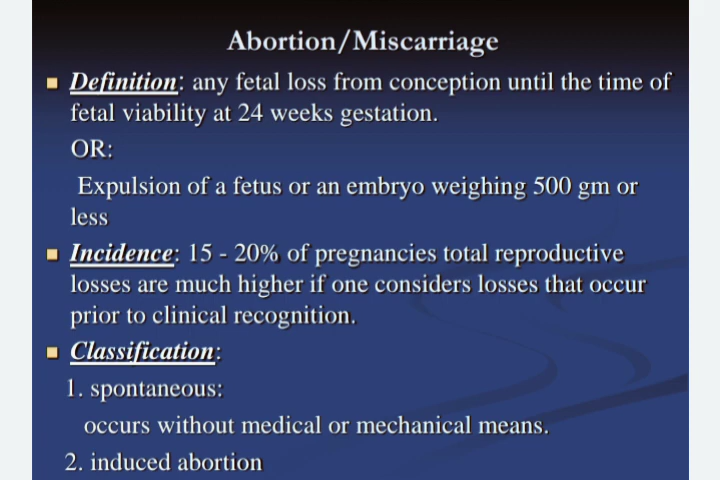 Abortion/Miscarriage
Definition: any fetal loss from conception until the time of
fetal viability at 24 weeks gestation.
OR:
Expulsion of a fetus or an embryo weighing 500 gm or
less
Incidence: 15 - 20% of pregnancies total reproductive
losses are much higher if one considers losses that occur
prior to clinical recognition.
Classification:
1. spontaneous:
occurs without medical or mechanical means.
2. induced abortion